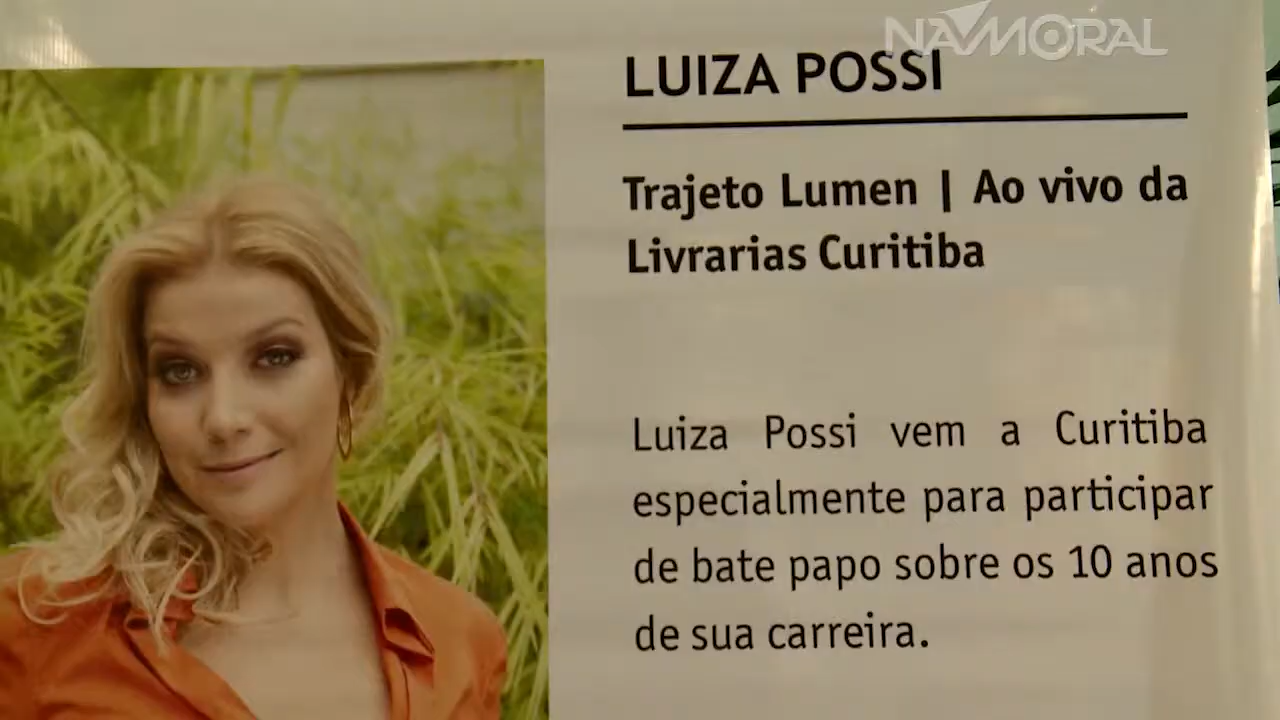 NAMORAL
LUIZA POSSI
Trajeto Lumen | Ao vivo da
Livrarias Curitiba
Luiza Possi vem a Curitiba
especialmente para participar
de bate papo sobre os 10 anos
de sua carreira.